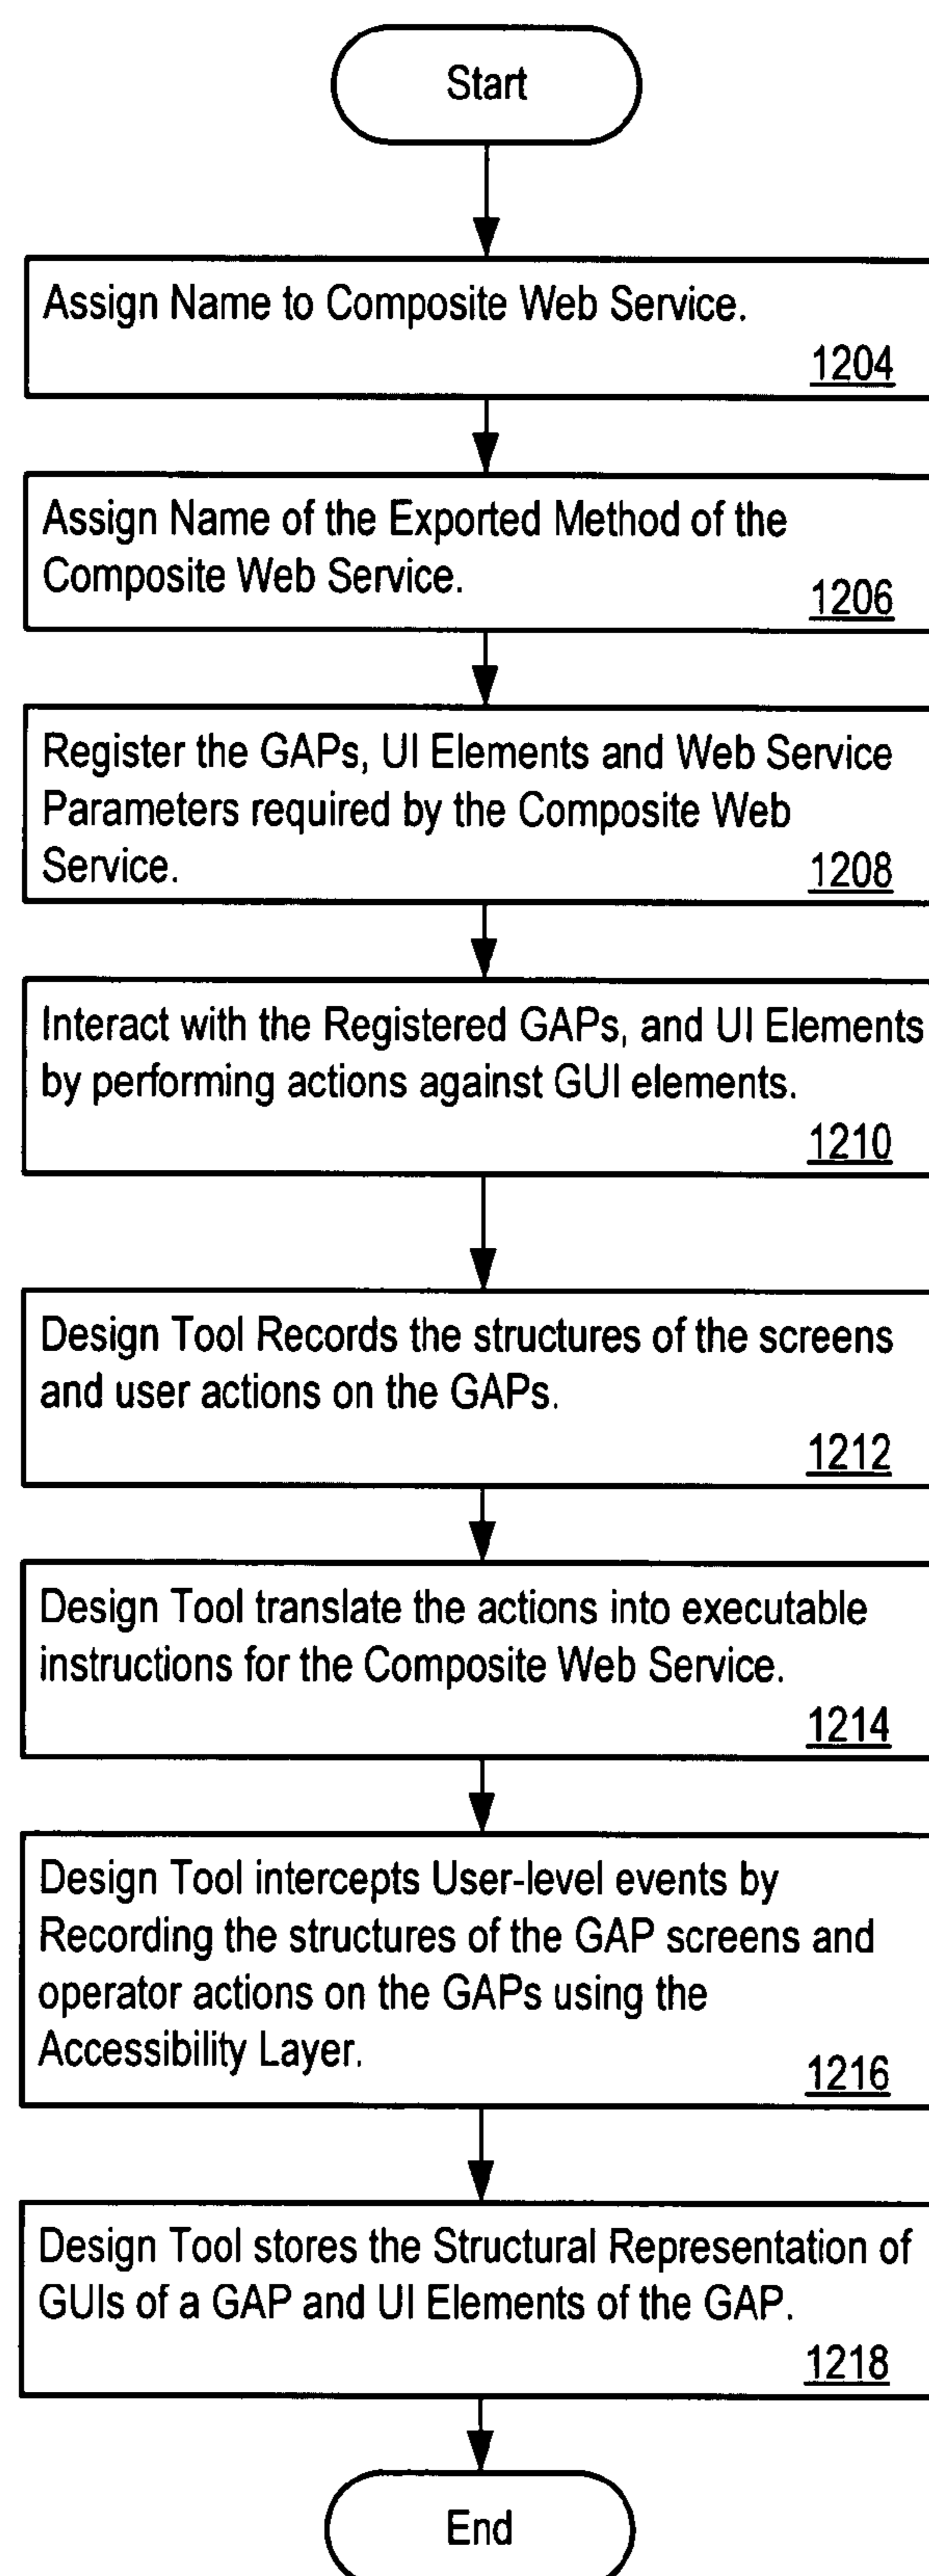 Start
Assign Name to Composite Web Service.
1204
Assign Name of the Exported Method of the
Composite Web Service.
1206
Register the GAPs, UI Elements and Web Service
Parameters required by the Composite Web
Service.
1208
Interact with the Registered GAPs, and UI Elements
by performing actions against GUI elements.
1210
Design Tool Records the structures of the screens
and user actions on the GAPs.
1212
Design Tool translate the actions into executable
instructions for the Composite Web Service.
1214
Design Tool intercepts User-level events by
Recording the structures of the GAP screens and
operator actions on the GAPs using the
Accessibility Layer.
1216
Design Tool stores the Structural Representation of
GUIs of a GAP and UI Elements of the GAP.
1218
End